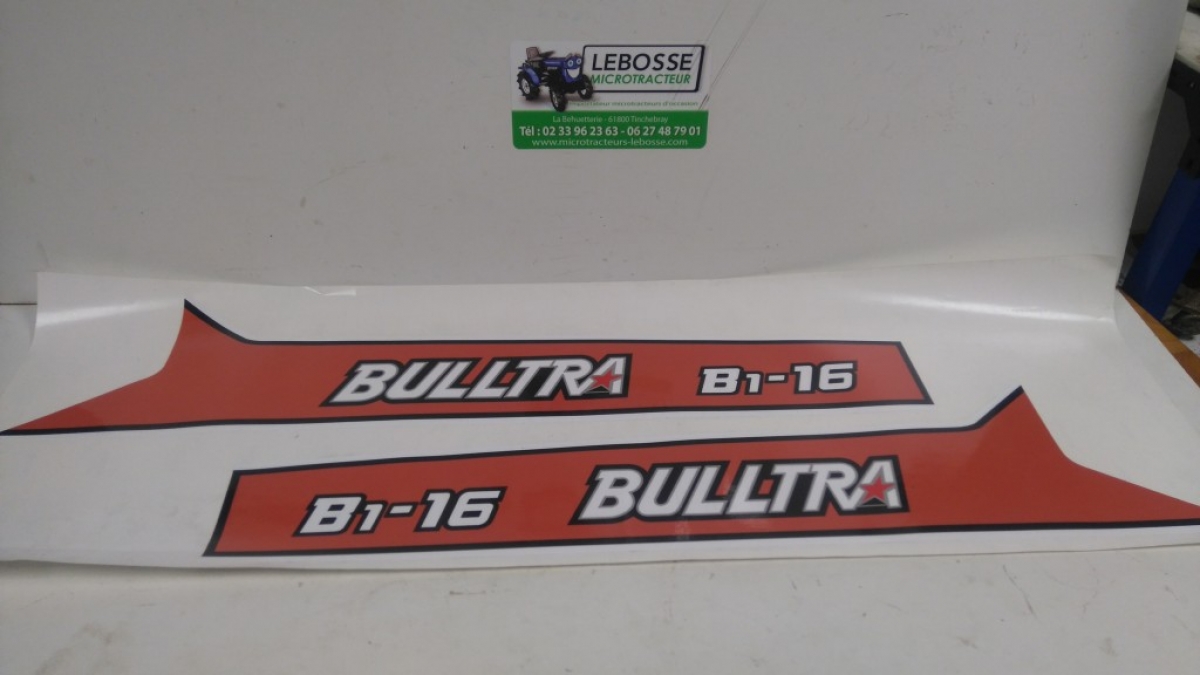 LEBOSSE
MICROTRACTEUR
La Behuetterie - 61800 Tinchebray
Tél : 02 33 96 23 63 - 06 27 48 79 01
www.microtracteurs-lebosse.com
BULLTRA B1-16
B1-16 BULLTRA